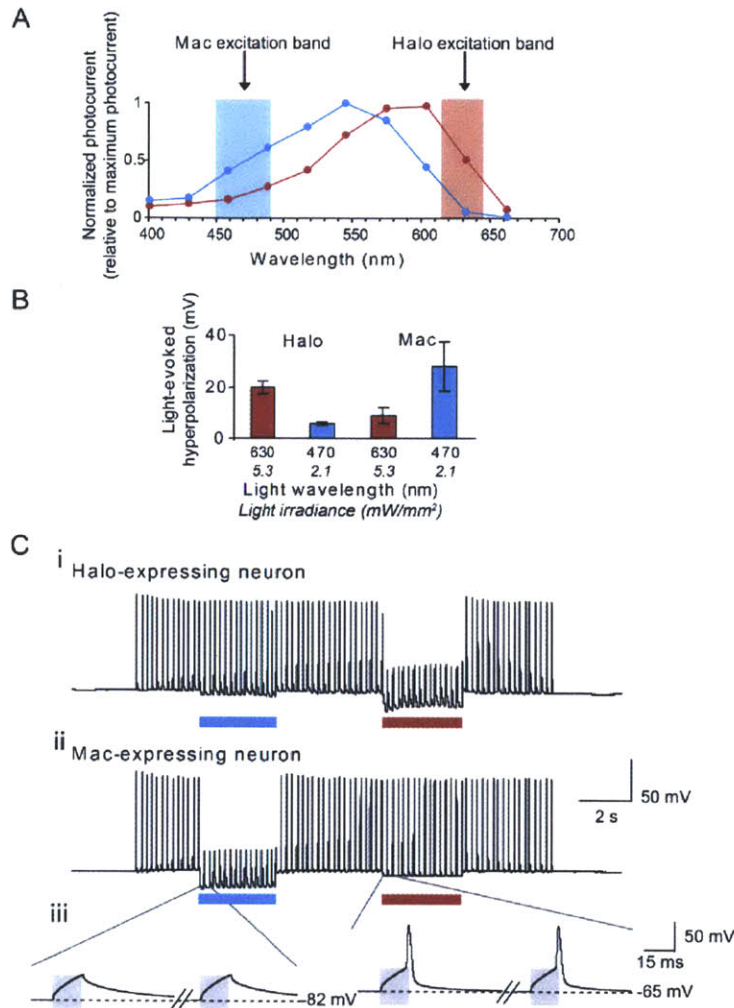 A
Mac excitation band
Halo excitation band
Normalized photocurrent
(relative to maximum photocurrent)
1
0.5
0
400 450 500 550 600 650 700
Wavelength (nm)
B
Light-evoked
hyperpolarization (mV)
40
20
0
Halo Mac
630 470 630 470
5.3 2.1 5.3 2.1
Light wavelength (nm)
Light irradiance (mW/mm²)
C
i
Halo-expressing neuron
ii
Mac-expressing neuron
50 mV
2 s
iii
50 mV
15 ms
-82 mV
-65 mV